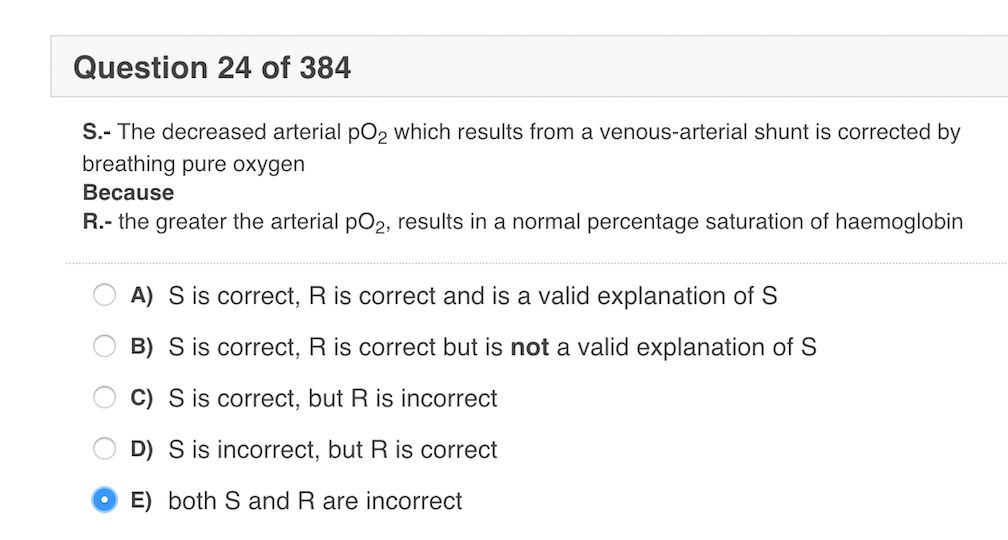 Question 24 of 384
S.- The decreased arterial pO₂ which results from a venous-arterial shunt is corrected by
breathing pure oxygen
Because
R.- the greater the arterial pO₂, results in a normal percentage saturation of haemoglobin
A) S is correct, R is correct and is a valid explanation of S
B) S is correct, R is correct but is not a valid explanation of S
C) S is correct, but R is incorrect
D) S is incorrect, but R is correct
E) both S and R are incorrect